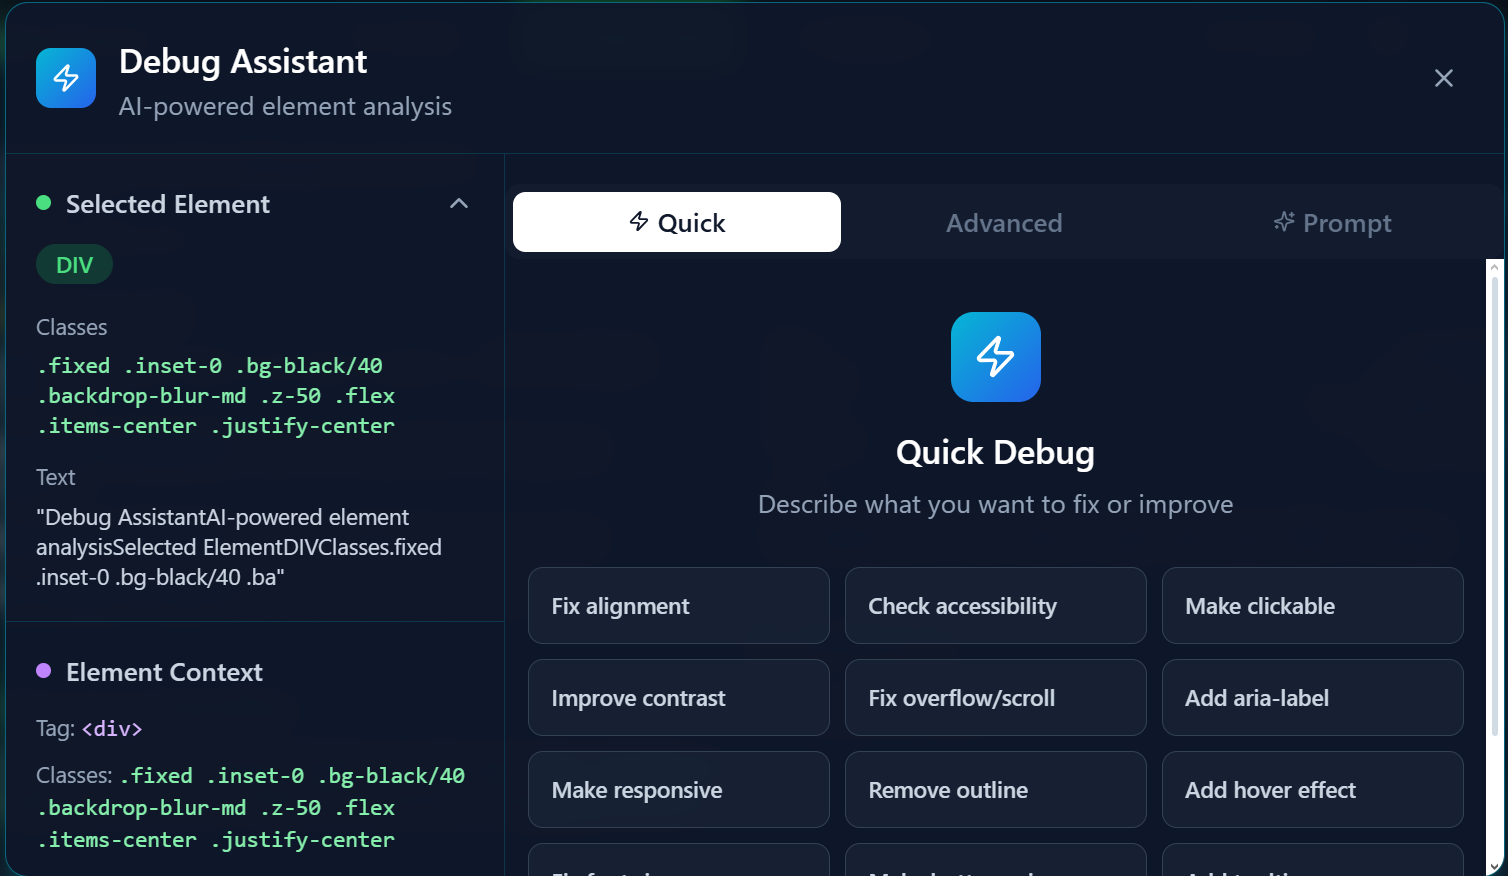 Debug Assistant
AI-powered element analysis
Selected Element
DIV
Classes
.fixed .inset-0 .bg-black/40
.backdrop-blur-md .z-50 .flex
.items-center .justify-center
Text
"Debug AssistantAI-powered element
analysisSelected ElementDIVClasses.fixed
.inset-0 .bg-black/40 .ba"
Element Context
Tag: <div>
Classes: .fixed .inset-0 .bg-black/40
.backdrop-blur-md .z-50 .flex
.items-center .justify-center
Quick
Advanced
Prompt
Quick Debug
Describe what you want to fix or improve
Fix alignment
Check accessibility
Make clickable
Improve contrast
Fix overflow/scroll
Add aria-label
Make responsive
Remove outline
Add hover effect